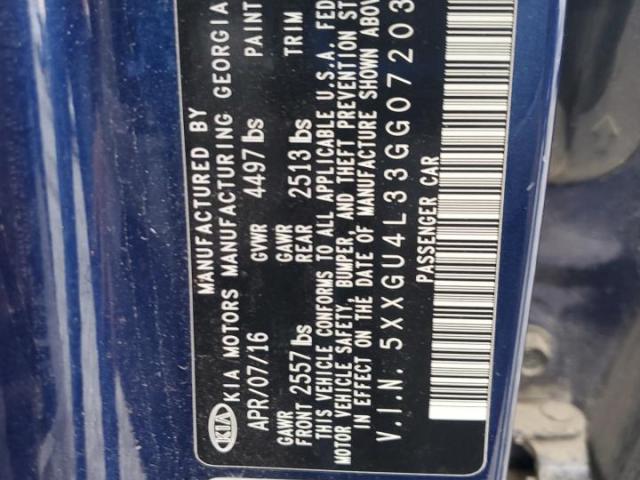 KIA
MANUFACTURED BY
KIA MOTORS MANUFACTURING GEORGIA
APR/07/16 GVWR 4497 lbs PAINT
GAWR FRONT 2557 lbs GAWR REAR 2513 lbs TRIM
THIS VEHICLE CONFORMS TO ALL APPLICABLE U.S.A. FED
MOTOR VEHICLE SAFETY, BUMPER, AND THEFT PREVENTION ST
IN EFFECT ON THE DATE OF MANUFACTURE SHOWN ABOV
V.I.N. 5XXGU4L33GG07203
PASSENGER CAR